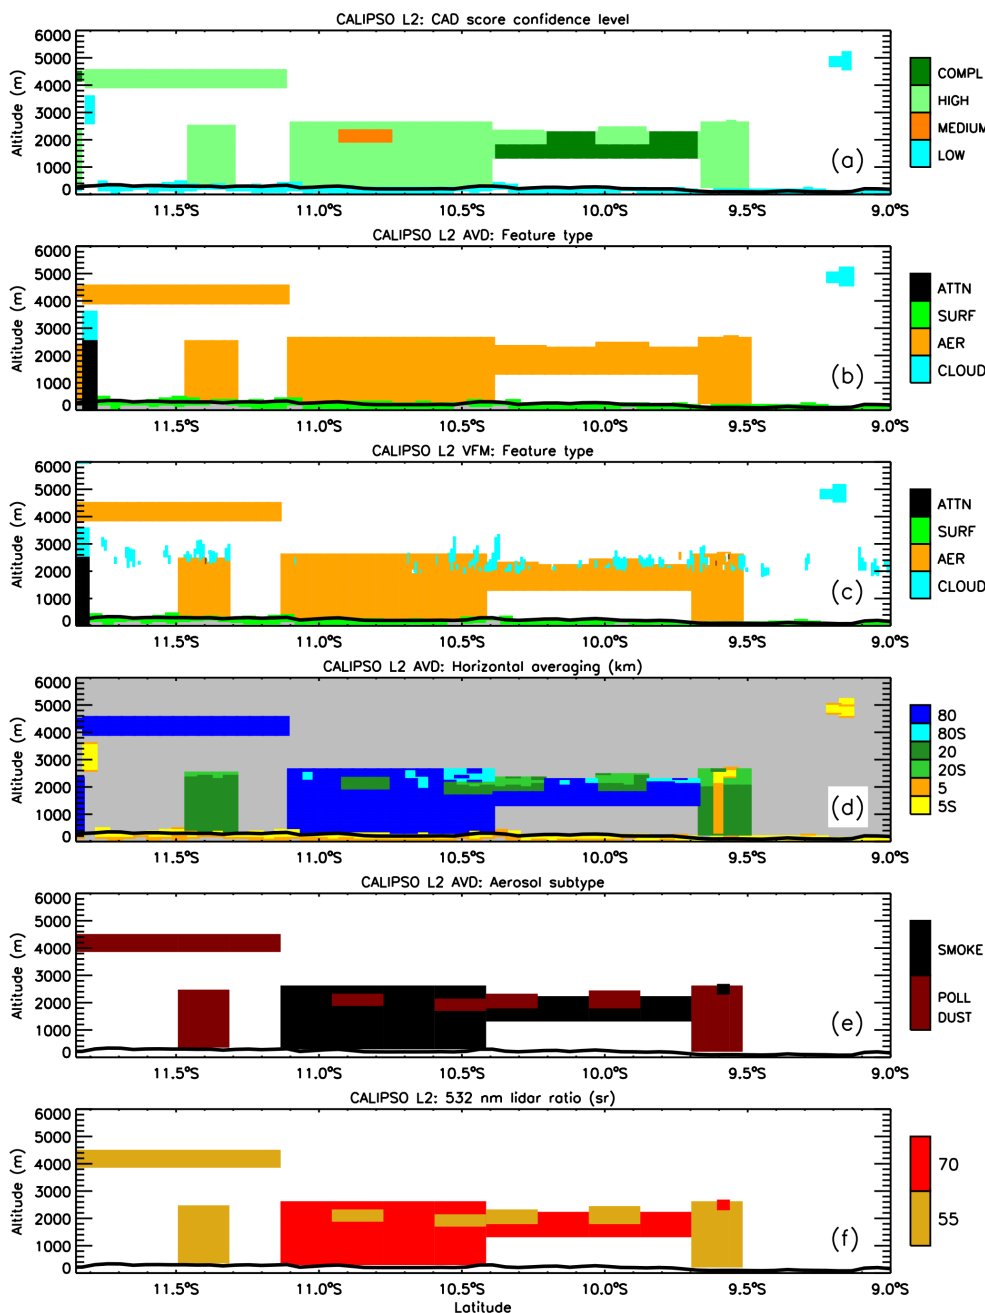 CALIPSO L2: CAD score confidence level
6000
5000
4000
3000
2000
1000
0
Altitude (m)
(a)
COMPL
HIGH
MEDIUM
LOW
11.5°S 11.0°S 10.5°S 10.0°S 9.5°S 9.0°S
CALIPSO L2 AVD: Feature type
6000
5000
4000
3000
2000
1000
0
Altitude (m)
(b)
ATTN
SURF
AER
CLOUD
11.5°S 11.0°S 10.5°S 10.0°S 9.5°S 9.0°S
CALIPSO L2 VFM: Feature type
6000
5000
4000
3000
2000
1000
0
Altitude (m)
(c)
ATTN
SURF
AER
CLOUD
11.5°S 11.0°S 10.5°S 10.0°S 9.5°S 9.0°S
CALIPSO L2 AVD: Horizontal averaging (km)
6000
5000
4000
3000
2000
1000
0
Altitude (m)
(d)
80
80S
20
20S
5
5S
11.5°S 11.0°S 10.5°S 10.0°S 9.5°S 9.0°S
CALIPSO L2 AVD: Aerosol subtype
6000
5000
4000
3000
2000
1000
0
Altitude (m)
(e)
SMOKE
POLL
DUST
11.5°S 11.0°S 10.5°S 10.0°S 9.5°S 9.0°S
CALIPSO L2: 532 nm lidar ratio (sr)
6000
5000
4000
3000
2000
1000
0
Altitude (m)
(f)
70
55
11.5°S 11.0°S 10.5°S 10.0°S 9.5°S 9.0°S
Latitude